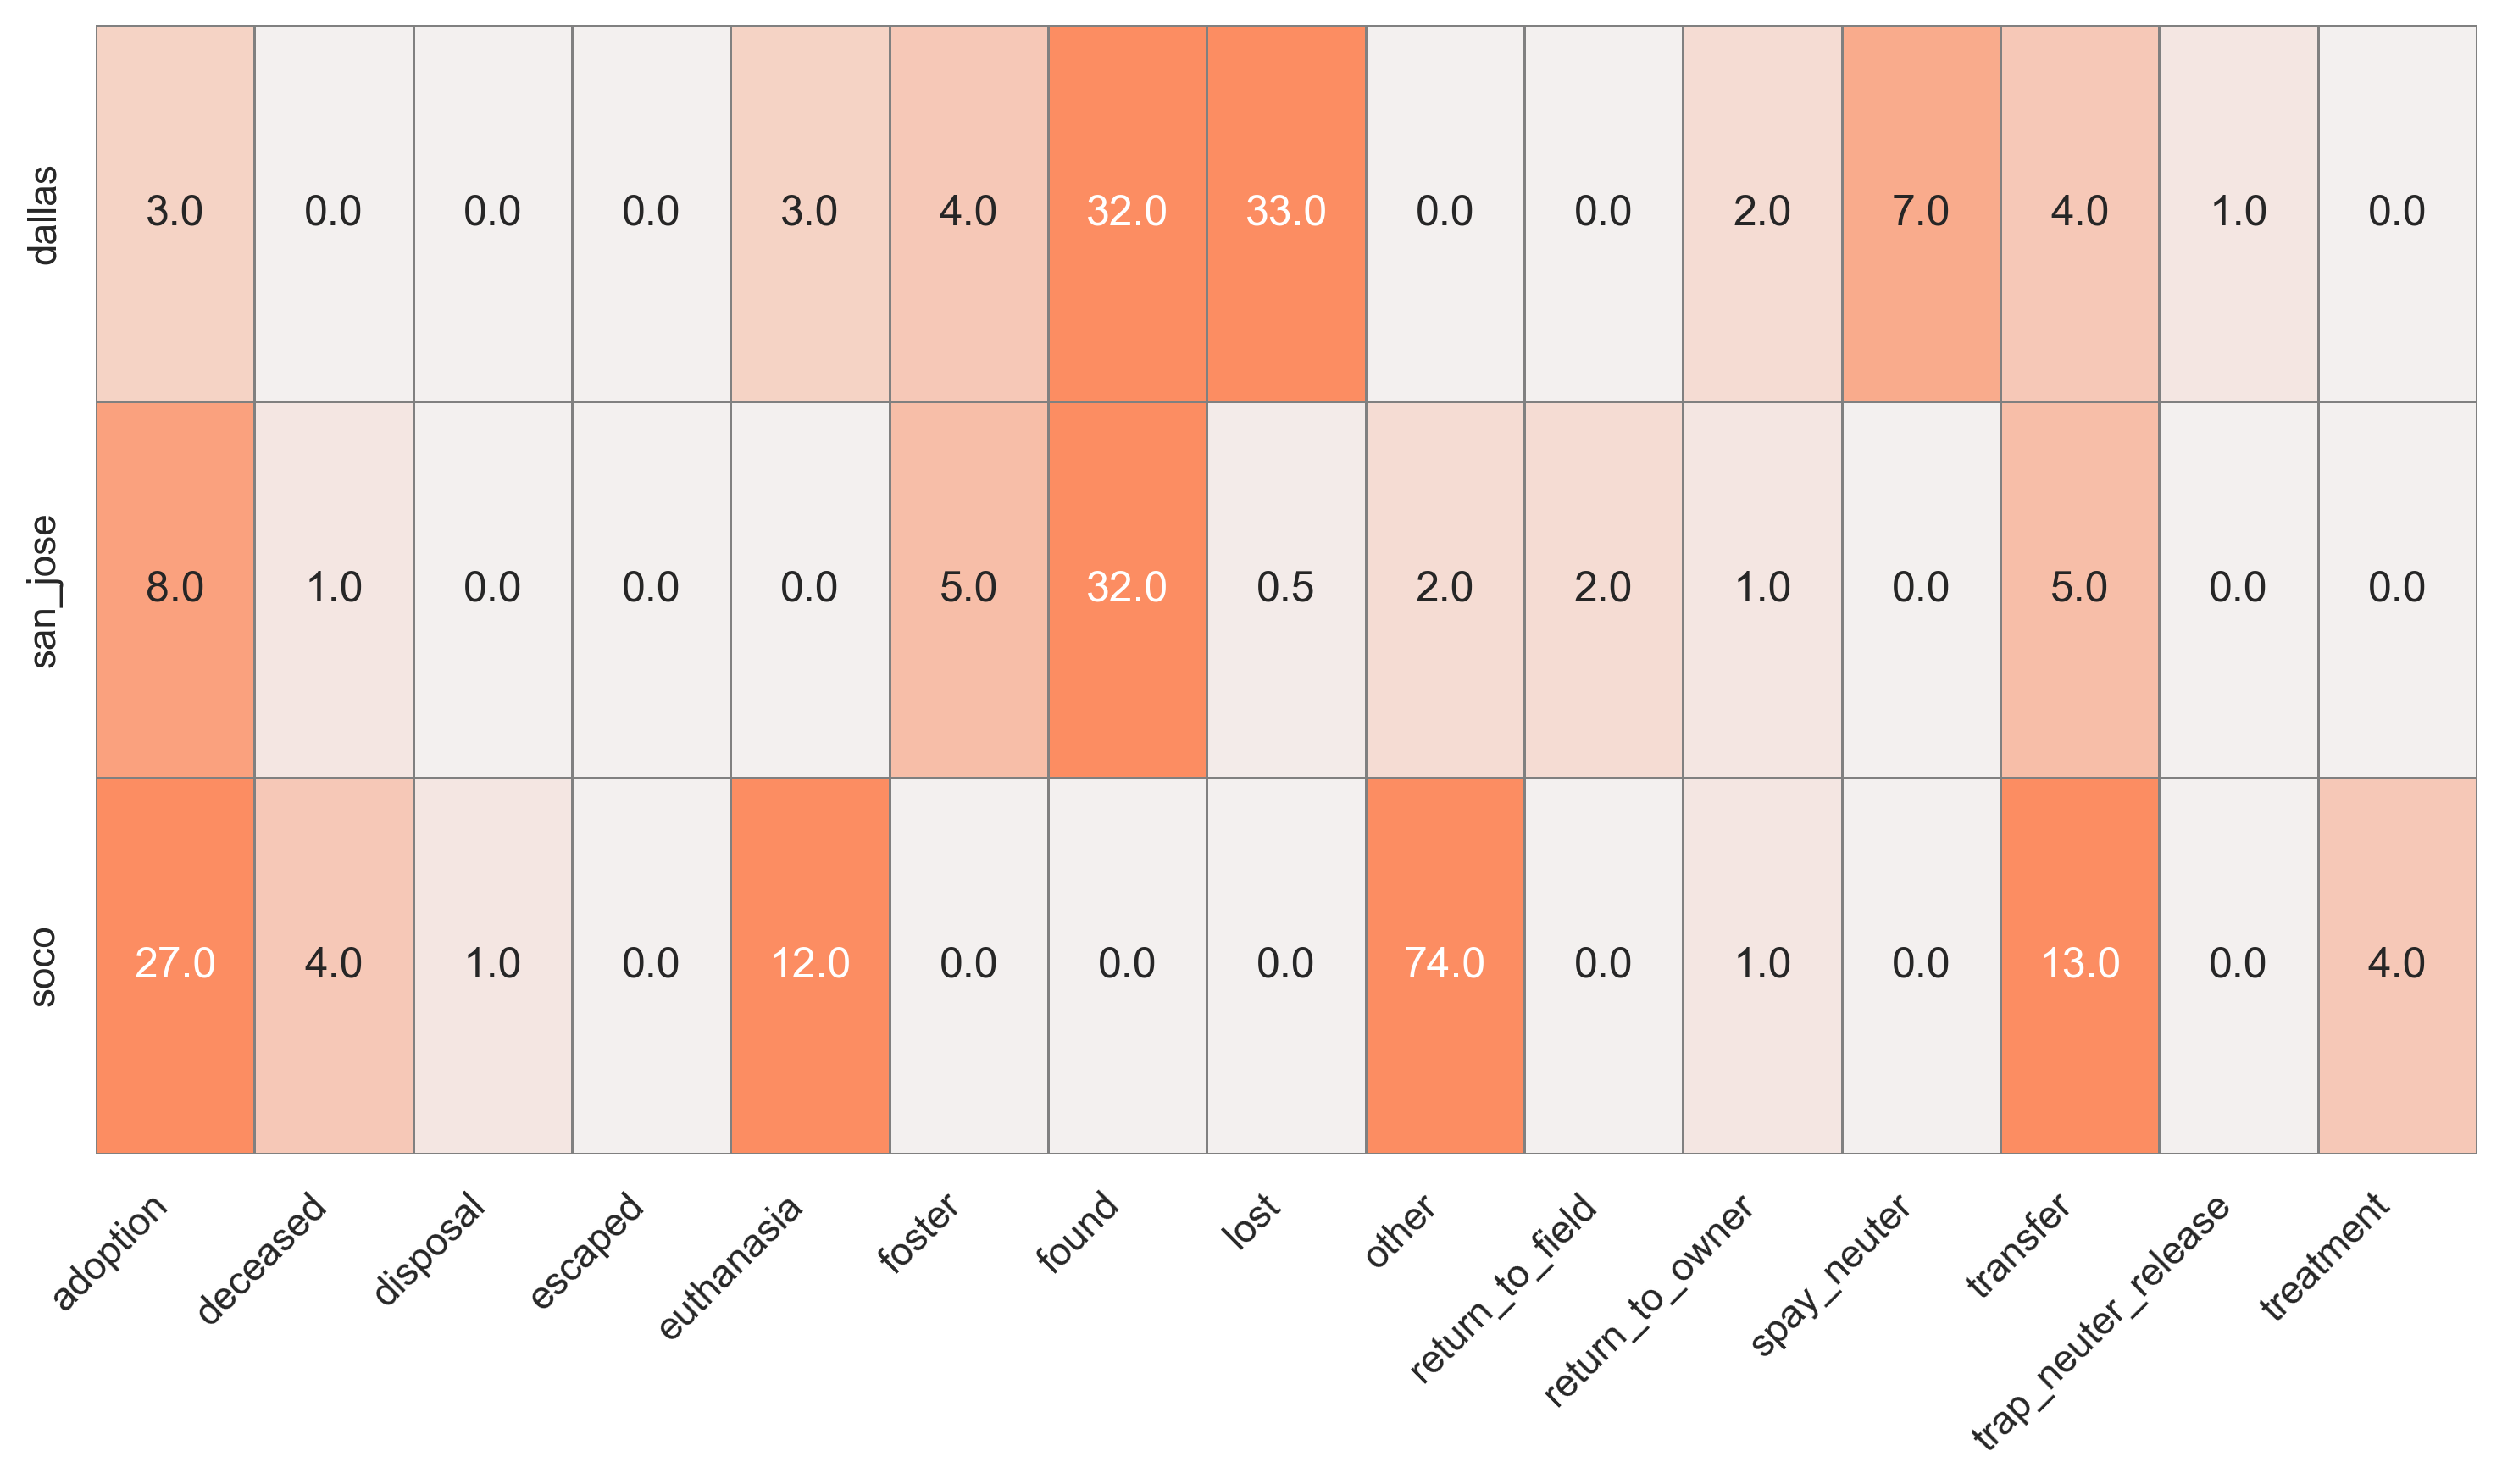 dallas 3.0 0.0 0.0 0.0 3.0 4.0 32.0 33.0 0.0 0.0 2.0 7.0 4.0 1.0 0.0
san_jose 8.0 1.0 0.0 0.0 0.0 5.0 32.0 0.5 2.0 2.0 1.0 0.0 5.0 0.0 0.0
soco 27.0 4.0 1.0 0.0 12.0 0.0 0.0 0.0 74.0 0.0 1.0 0.0 13.0 0.0 4.0
adoption deceased disposal escaped euthanasia foster found lost other return_to_field return_to_owner spay_neuter transfer trap_neuter_release treatment